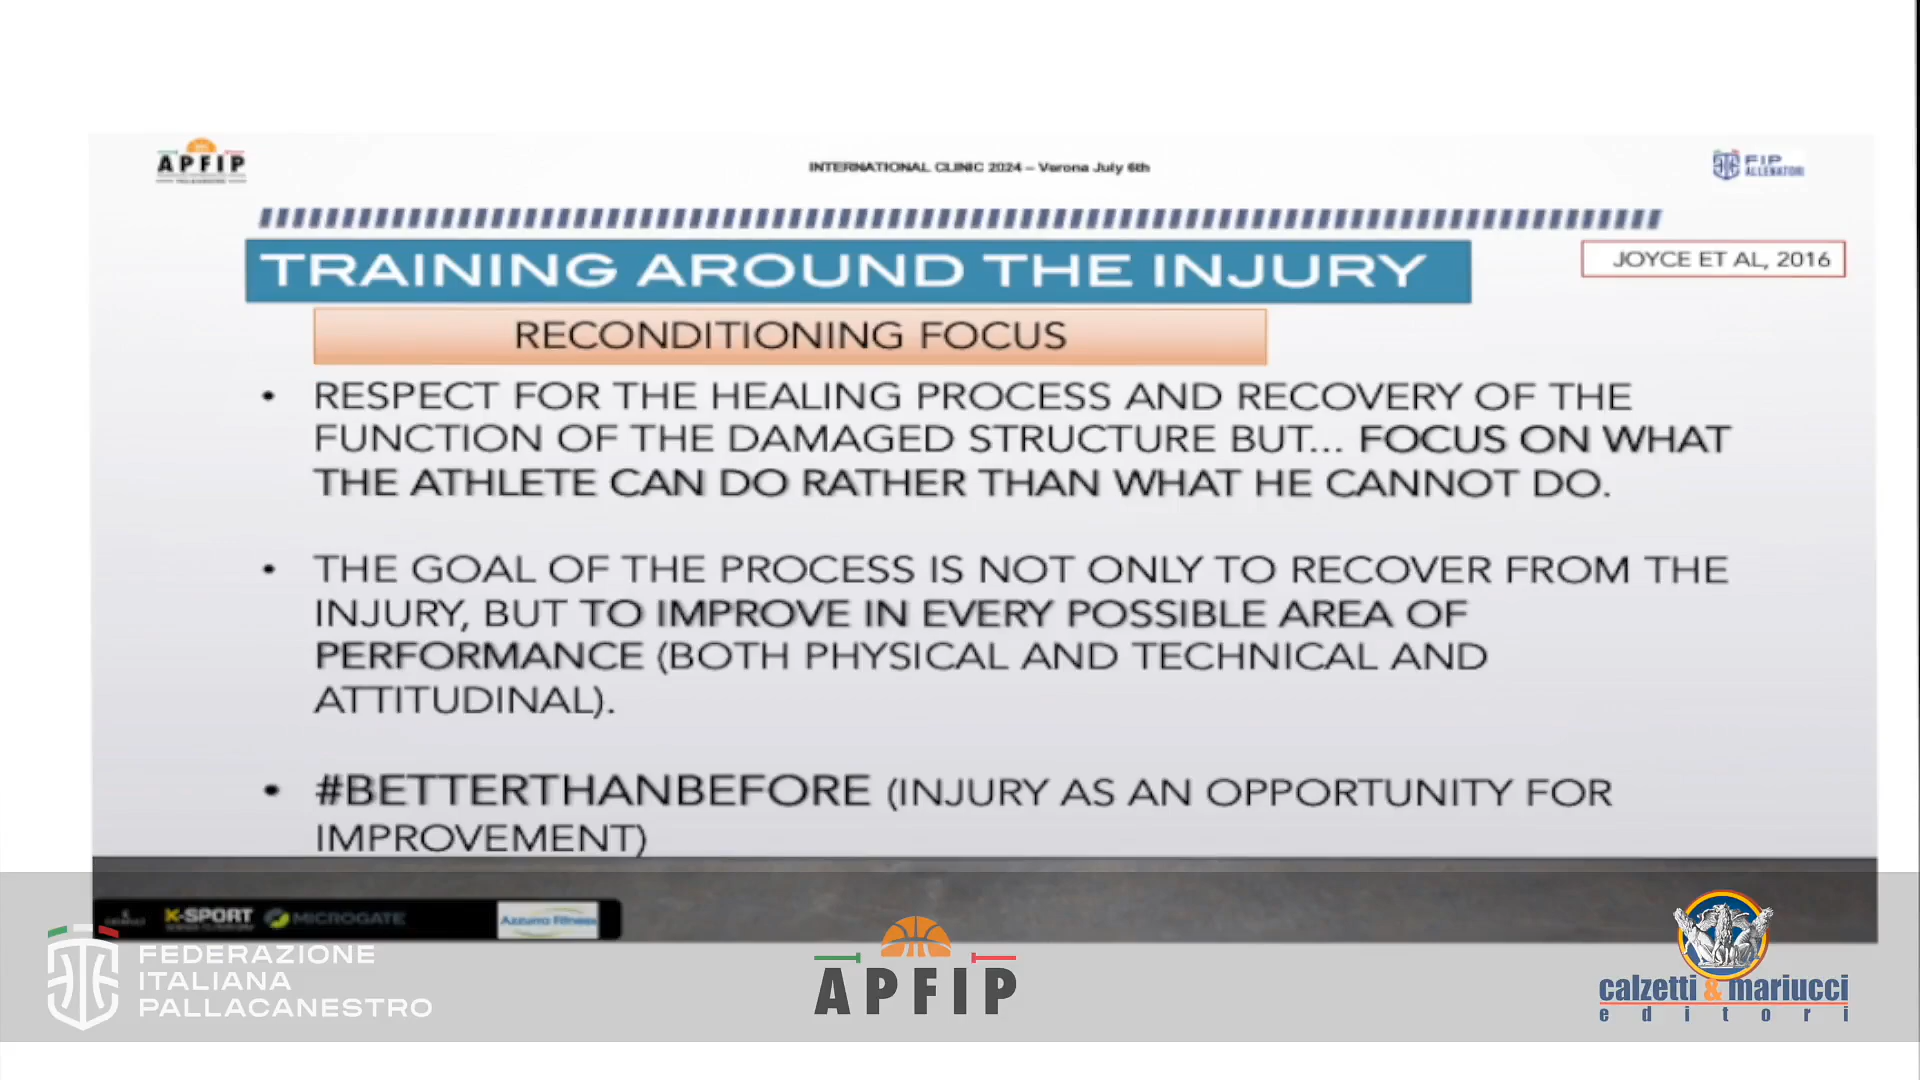 APFIP
INTERNATIONAL CLINIC 2024 – Verona July 6th
FIP
ALLENATORI
TRAINING AROUND THE INJURY
JOYCE ET AL, 2016
RECONDITIONING FOCUS
• RESPECT FOR THE HEALING PROCESS AND RECOVERY OF THE
FUNCTION OF THE DAMAGED STRUCTURE BUT... FOCUS ON WHAT
THE ATHLETE CAN DO RATHER THAN WHAT HE CANNOT DO.
• THE GOAL OF THE PROCESS IS NOT ONLY TO RECOVER FROM THE
INJURY, BUT TO IMPROVE IN EVERY POSSIBLE AREA OF
PERFORMANCE (BOTH PHYSICAL AND TECHNICAL AND
ATTITUDINAL).
• #BETTERTHANBEFORE (INJURY AS AN OPPORTUNITY FOR
IMPROVEMENT)
K-SPORT
MICROGATE
Azzurro Fitness
FEDERAZIONE
ITALIANA
PALLACANESTRO
APFIP
calzetti & mariucci
editori